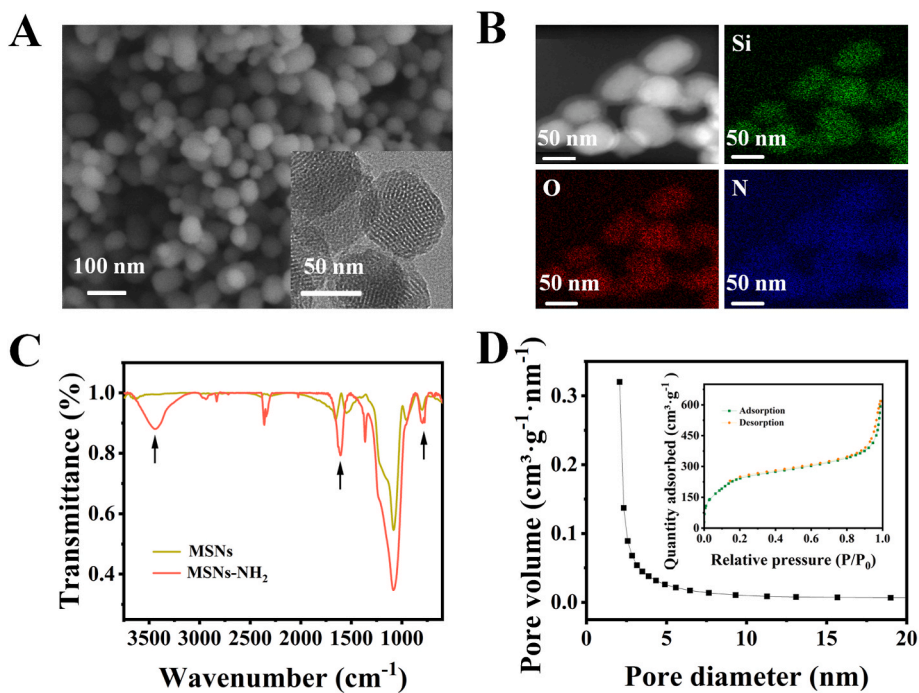 A
100 nm
50 nm
B
50 nm
Si
50 nm
O
50 nm
N
50 nm
C
Transmittance (%)
1.0
0.8
0.6
0.4
MSNs
MSNs-NH₂
3500
2500
2000
1500
1000
Wavenumber (cm⁻¹)
D
Pore volume (cm³·g⁻¹·nm⁻¹)
0.3
0.2
0.1
0.0
0
5
10
15
20
Pore diameter (nm)
Quantity adsorbed (cm³·g⁻¹)
600
450
300
150
0
Adsorption
Desorption
0.0
0.2
0.4
0.6
0.8
1.0
Relative pressure (P/P₀)